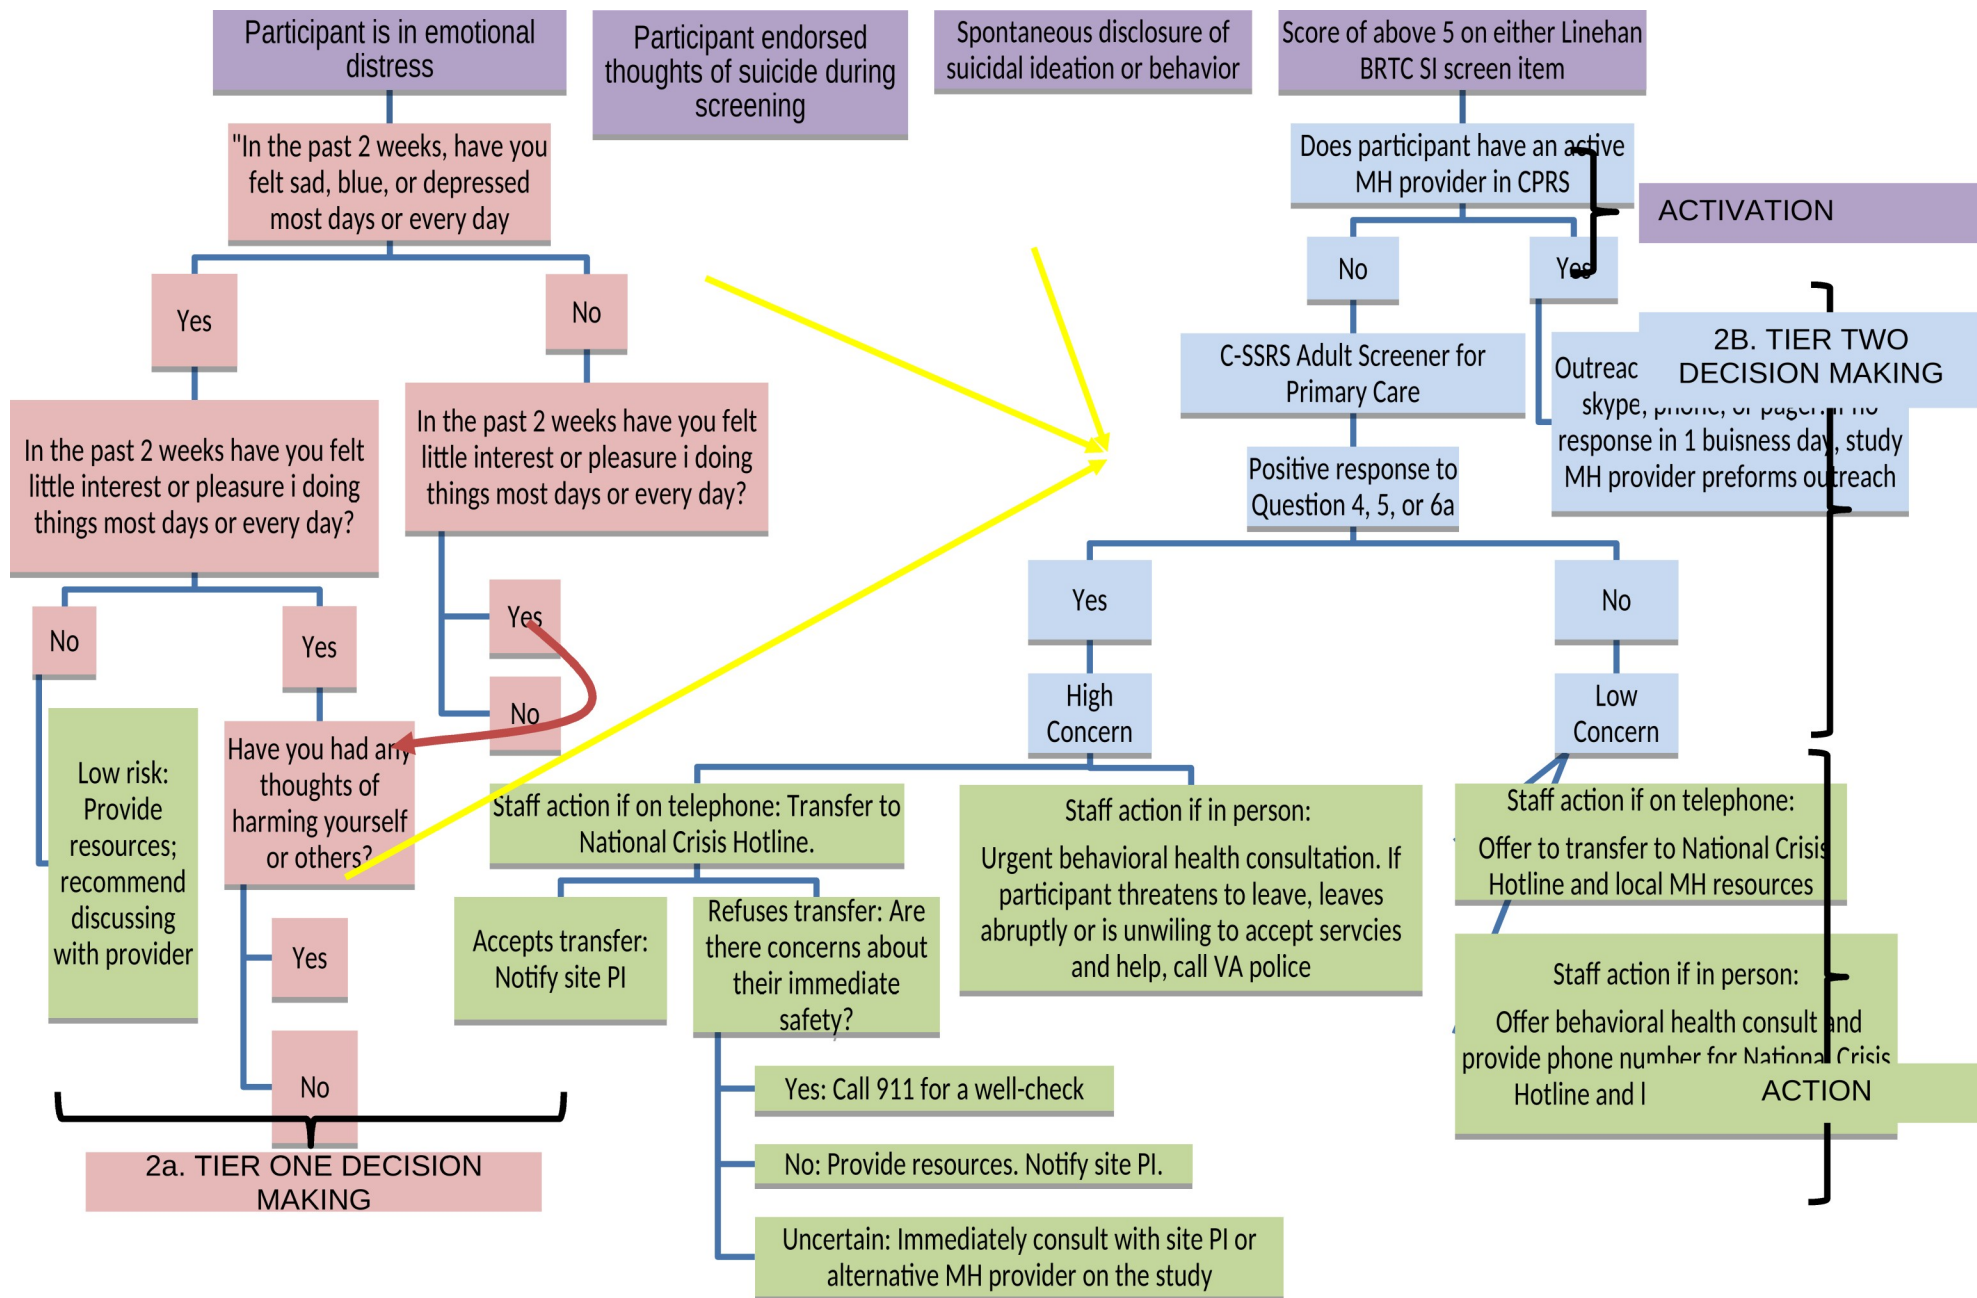 Participant is in emotional
distress
Participant endorsed
thoughts of suicide during
screening
Spontaneous disclosure of
suicidal ideation or behavior
Score of above 5 on either Linehan
BRTC SI screen item
"In the past 2 weeks, have you
felt sad, blue, or depressed
most days or every day
Does participant have an active
MH provider in CPRS
ACTIVATION
Yes
No
No
Yes
In the past 2 weeks have you felt
little interest or pleasure i doing
things most days or every day?
In the past 2 weeks have you felt
little interest or pleasure i doing
things most days or every day?
C-SSRS Adult Screener for
Primary Care
2B. TIER TWO
DECISION MAKING
skype, phone, or pager. If no
response in 1 buisness day, study
MH provider preforms outreach
Positive response to
Question 4, 5, or 6a
No
Yes
Yes
No
Yes
No
High
Concern
Low
Concern
Low risk:
Provide
resources;
recommend
discussing
with provider
Have you had any
thoughts of
harming yourself
or others?
Yes
No
2a. TIER ONE DECISION
MAKING
Staff action if on telephone: Transfer to
National Crisis Hotline.
Accepts transfer:
Notify site PI
Refuses transfer: Are
there concerns about
their immediate
safety?
Yes: Call 911 for a well-check
No: Provide resources. Notify site PI.
Uncertain: Immediately consult with site PI or
alternative MH provider on the study
Staff action if in person:
Urgent behavioral health consultation. If
participant threatens to leave, leaves
abruptly or is unwiling to accept servcies
and help, call VA police
Staff action if on telephone:
Offer to transfer to National Crisis
Hotline and local MH resources
Staff action if in person:
Offer behavioral health consult and
provide phone number for National Crisis
Hotline and
ACTION